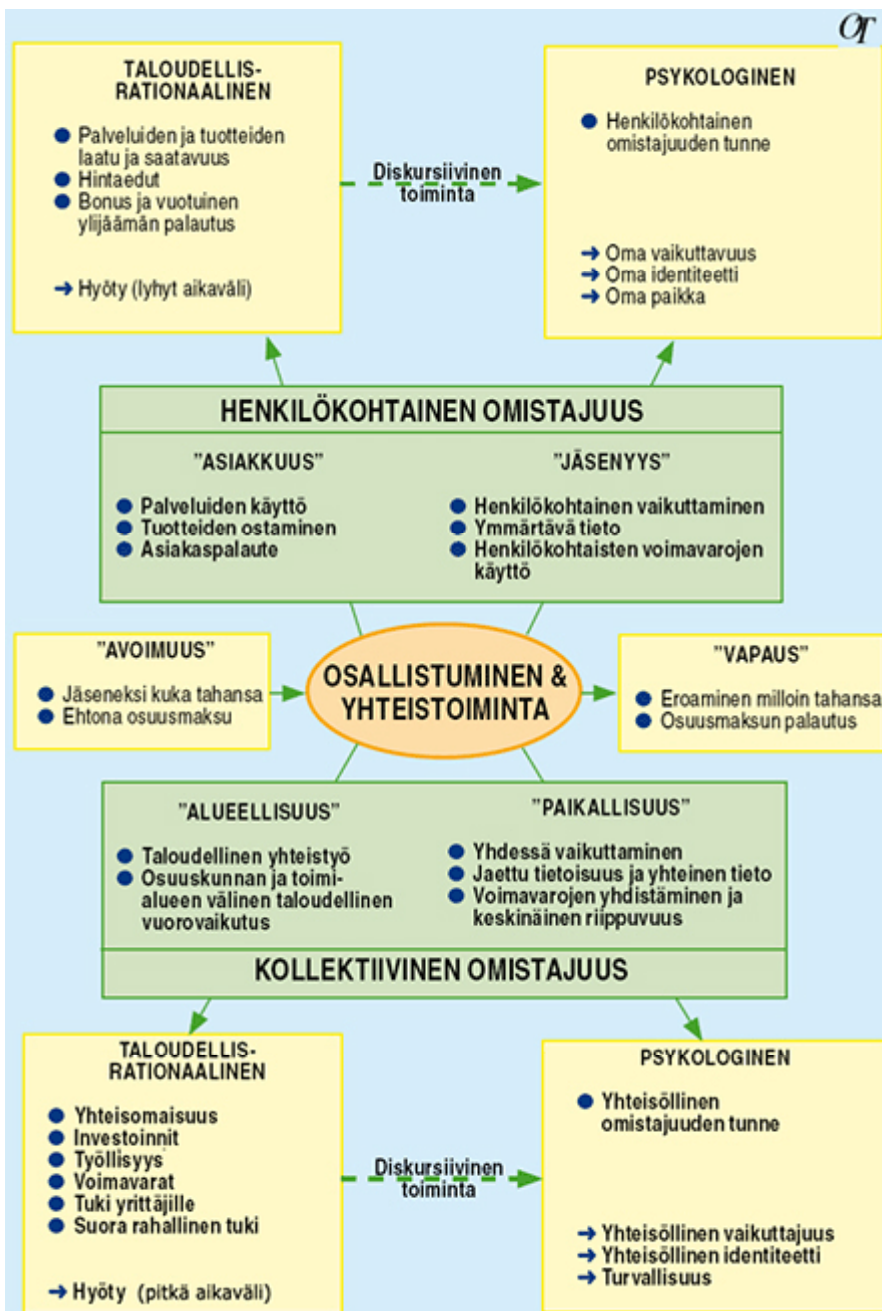 OT
TALOUDELLIS-
RATIONAALINEN
● Palveluiden ja tuotteiden
laatu ja saatavuus
● Hintaedut
● Bonus ja vuotuinen
ylijäämän palautus
→ Hyöty (lyhyt aikaväli)
Diskursiivinen
toiminta
PSYKOLOGINEN
● Henkilökohtainen
omistajuuden tunne
→ Oma vaikuttavuus
→ Oma identiteetti
→ Oma paikka
HENKILÖKOHTAINEN OMISTAJUUS
”ASIAKKUUS”
● Palveluiden käyttö
● Tuotteiden ostaminen
● Asiakaspalaute
”JÄSENYYS”
● Henkilökohtainen vaikuttaminen
● Ymmärtävä tieto
● Henkilökohtaisten voimavarojen
käyttö
”AVOIMUUS”
● Jäseneksi kuka tahansa
● Ehtona osuusmaksu
OSALLISTUMINEN &
YHTEISTOIMINTA
”VAPAUS”
● Eroaminen milloin tahansa
● Osuusmaksun palautus
”ALUEELLISUUS”
● Taloudellinen yhteistyö
● Osuuskunnan ja toimi-
alueen välinen taloudellinen
vuorovaikutus
”PAIKALLISUUS”
● Yhdessä vaikuttaminen
● Jaettu tietoisuus ja yhteinen tieto
● Voimavarojen yhdistäminen ja
keskinäinen riippuvuus
KOLLEKTIIVINEN OMISTAJUUS
TALOUDELLIS-
RATIONAALINEN
● Yhteisomaisuus
● Investoinnit
● Työllisyys
● Voimavarat
● Tuki yrittäjille
● Suora rahallinen tuki
→ Hyöty (pitkä aikaväli)
Diskursiivinen
toiminta
PSYKOLOGINEN
● Yhteisöllinen
omistajuuden tunne
→ Yhteisöllinen vaikuttajuus
→ Yhteisöllinen identiteetti
→ Turvallisuus